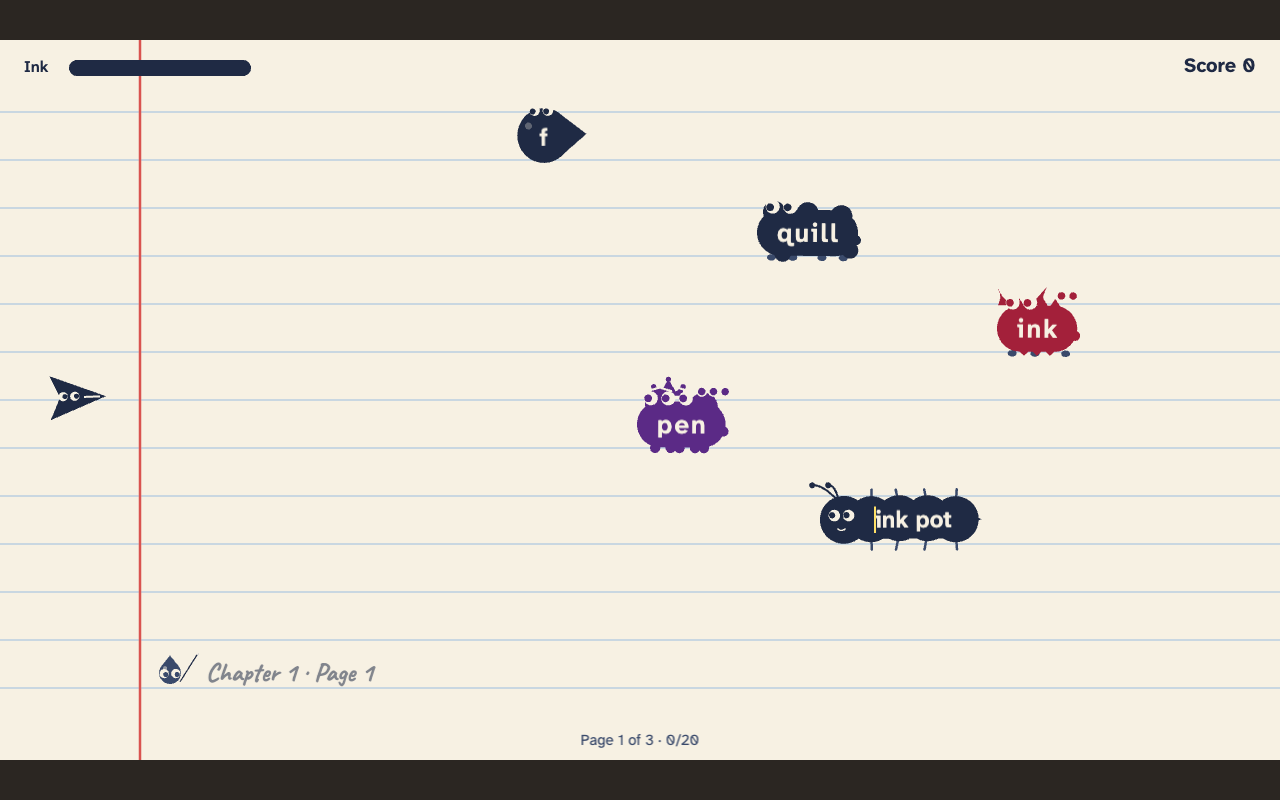 Ink
Score 0
f
quill
ink
pen
ink pot
Chapter 1 · Page 1
Page 1 of 3 · 0/20